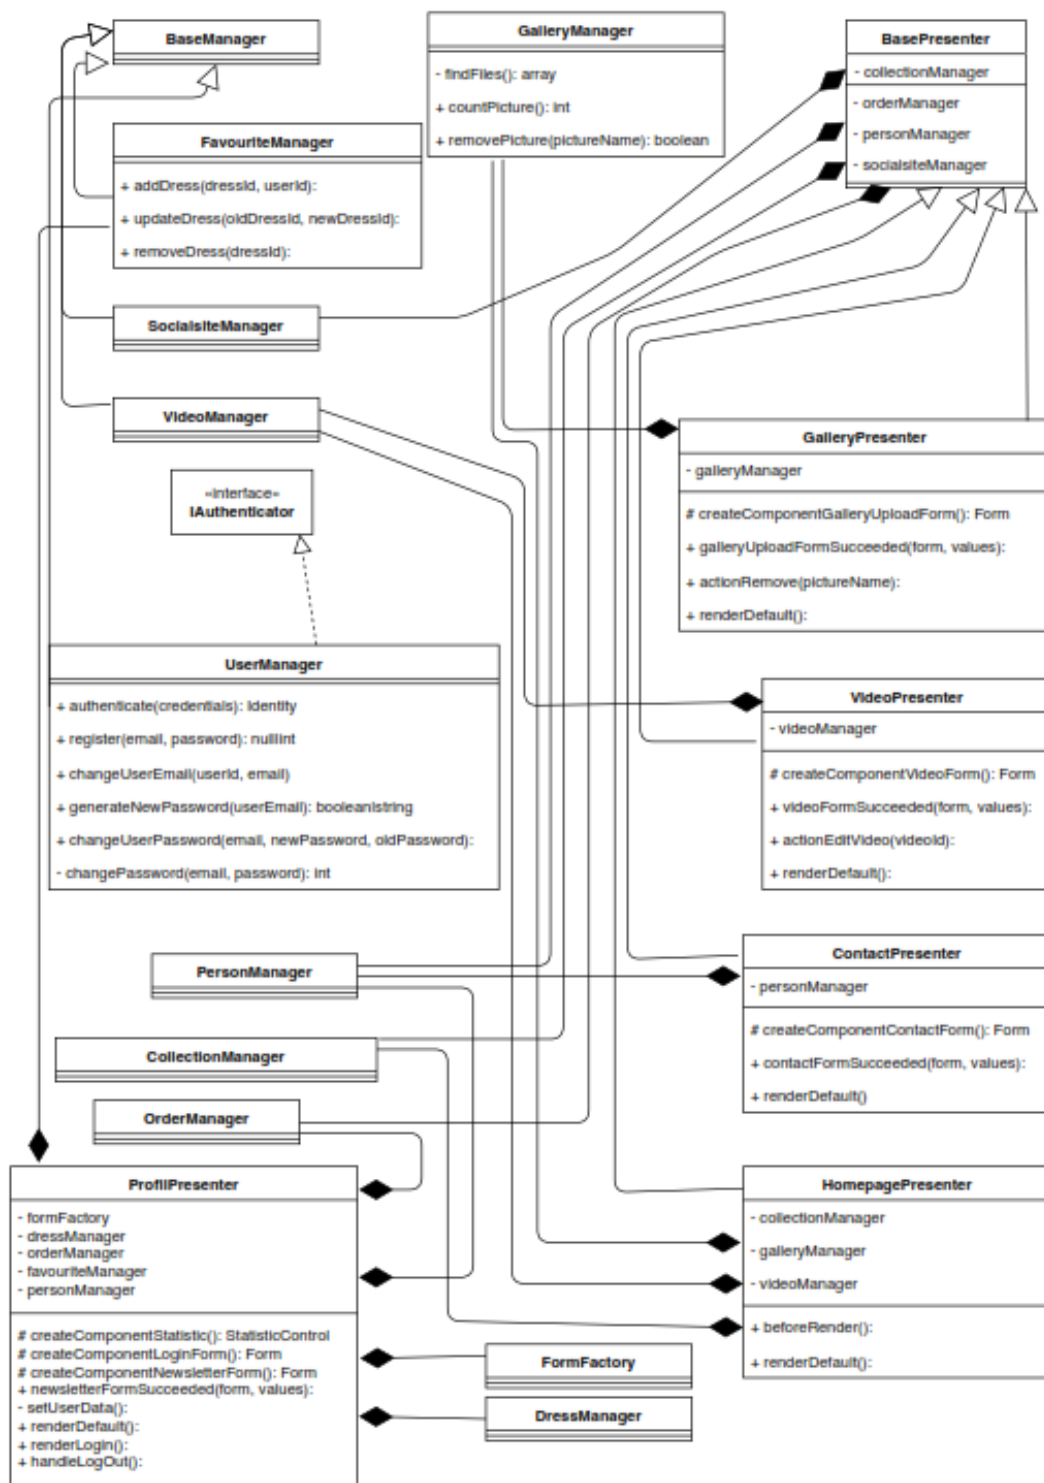 BaseManager
GalleryManager
- findFiles(): array
+ countPicture(): int
+ removePicture(pictureName): boolean
BasePresenter
- collectionManager
- orderManager
- personManager
- socialsiteManager
FavouriteManager
+ addDress(dressId, userId):
+ updateDress(oldDressId, newDressId):
+ removeDress(dressId):
SocialsiteManager
VideoManager
«interface»
IAuthenticator
GalleryPresenter
- galleryManager
# createComponentGalleryUploadForm(): Form
+ galleryUploadFormSucceeded(form, values):
+ actionRemove(pictureName):
+ renderDefault():
UserManager
+ authenticate(credentials): Identity
+ register(email, password): null|int
+ changeUserEmail(userId, email)
+ generateNewPassword(userEmail): boolean|string
+ changeUserPassword(email, newPassword, oldPassword):
- changePassword(email, password): int
VideoPresenter
- videoManager
# createComponentVideoForm(): Form
+ videoFormSucceeded(form, values):
+ actionEditVideo(videoId):
+ renderDefault():
PersonManager
CollectionManager
OrderManager
ContactPresenter
- personManager
# createComponentContactForm(): Form
+ contactFormSucceeded(form, values):
+ renderDefault()
ProfilPresenter
- formFactory
- dressManager
- orderManager
- favouriteManager
- personManager
# createComponentStatistic(): StatisticControl
# createComponentLoginForm(): Form
# createComponentNewsletterForm(): Form
+ newsletterFormSucceeded(form, values):
- setUserData():
+ renderDefault():
+ renderLogin():
+ handleLogOut():
HomepagePresenter
- collectionManager
- galleryManager
- videoManager
+ beforeRender():
+ renderDefault():
FormFactory
DressManager